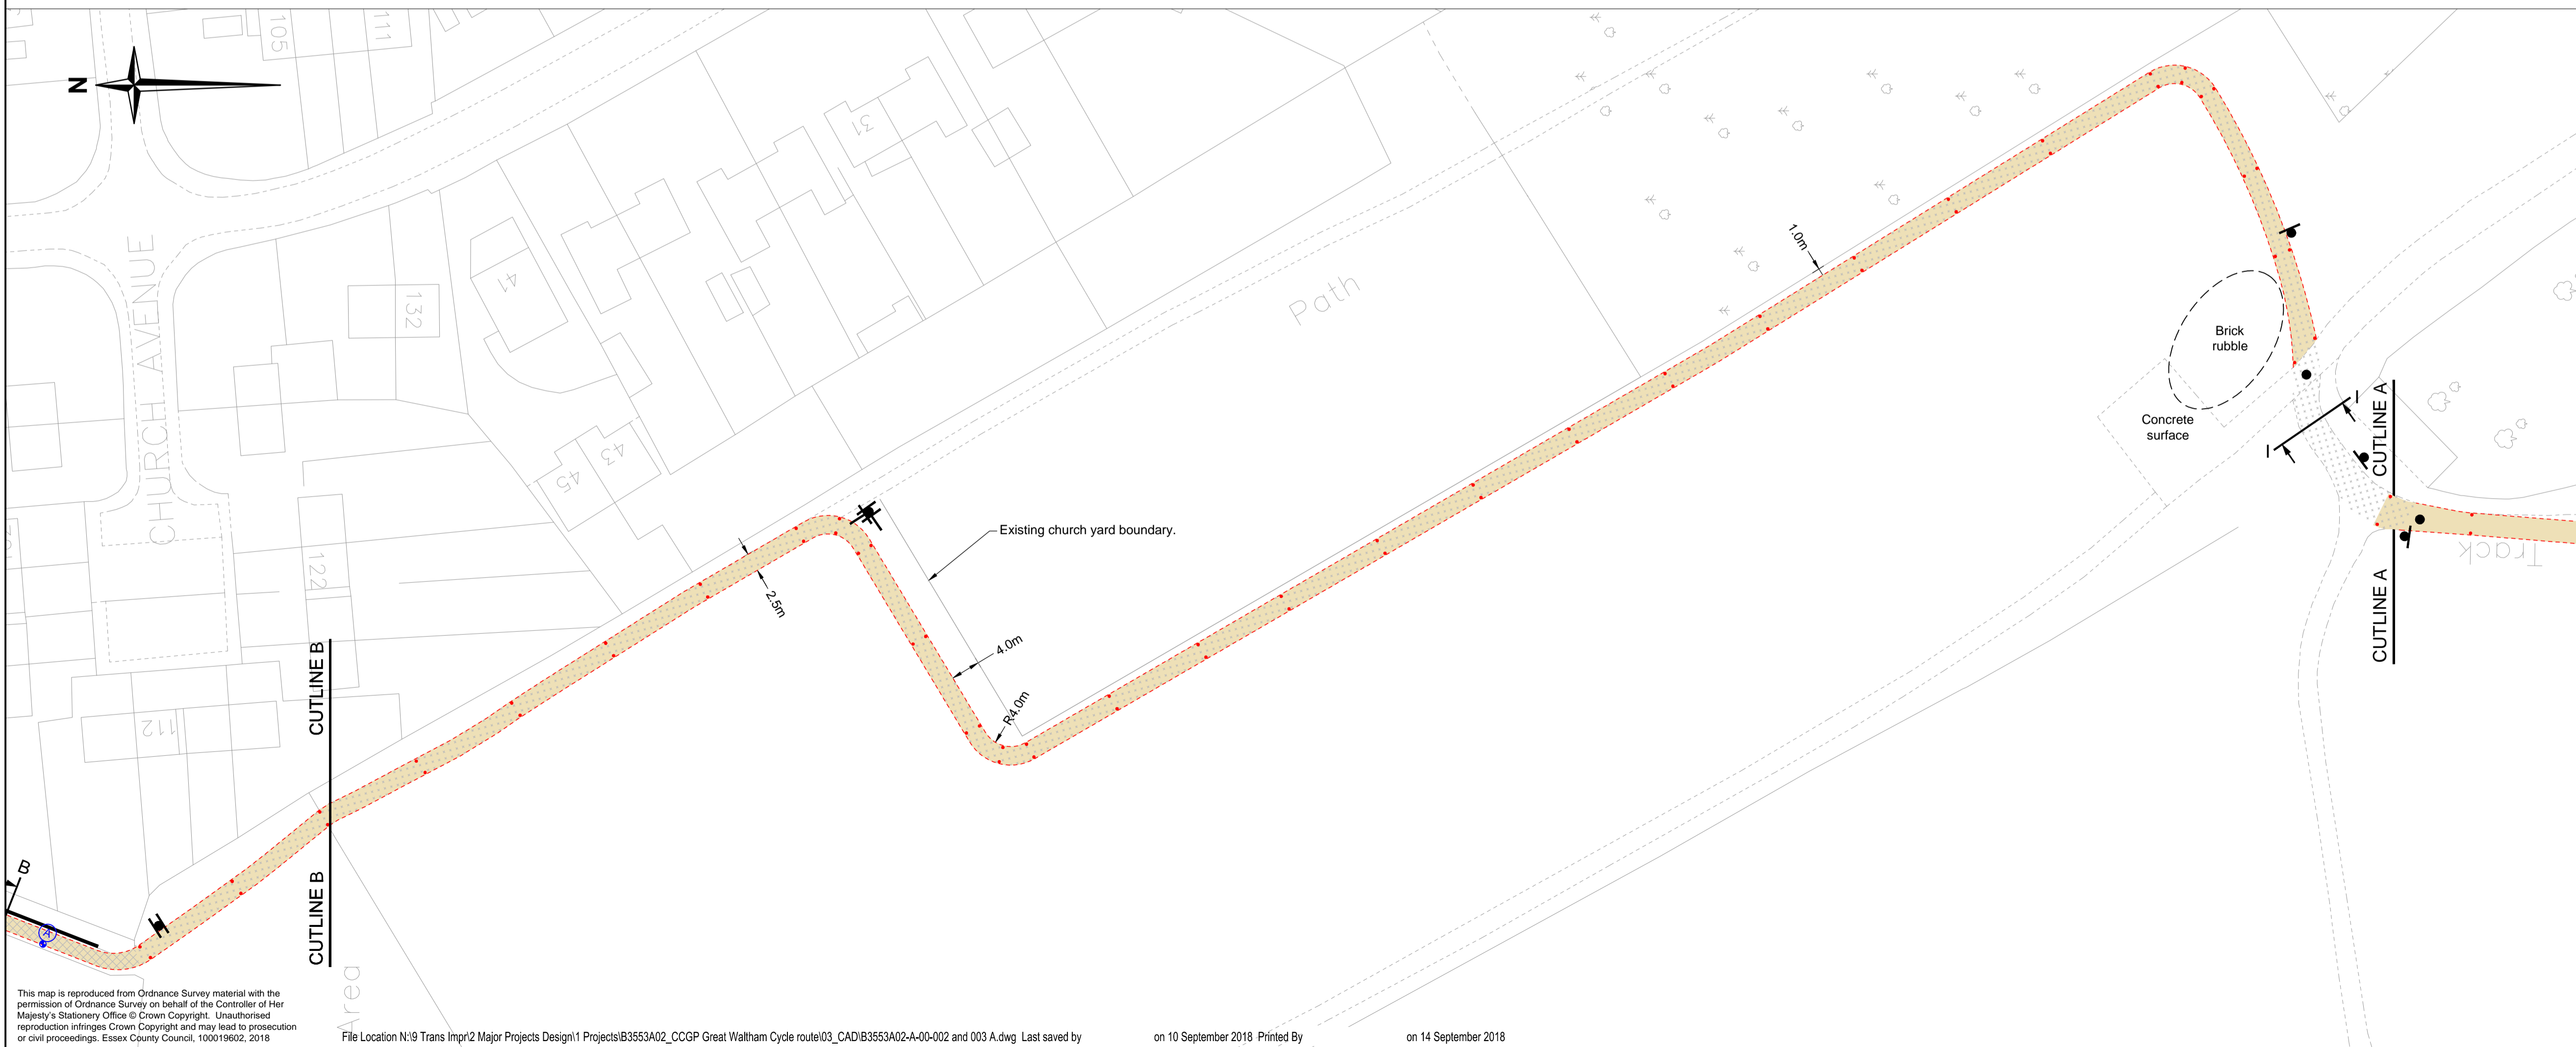 105
111
N
31
41
132
CHURCH AVENUE
43
45
122
112
Path
1.0m
Brick
rubble
Concrete
surface
I
I
CUTLINE A
CUTLINE A
Track
Existing church yard boundary.
2.5m
4.0m
R4.0m
CUTLINE B
CUTLINE B
B
A
Area
This map is reproduced from Ordnance Survey material with the
permission of Ordnance Survey on behalf of the Controller of Her
Majesty's Stationery Office © Crown Copyright. Unauthorised
reproduction infringes Crown Copyright and may lead to prosecution
or civil proceedings. Essex County Council, 100019602, 2018
File Location N:\9 Trans Impr\2 Major Projects Design\1 Projects\B3553A02_CCGP Great Waltham Cycle route\03_CAD\B3553A02-A-00-002 and 003 A.dwg Last saved by on 10 September 2018 Printed By on 14 September 2018